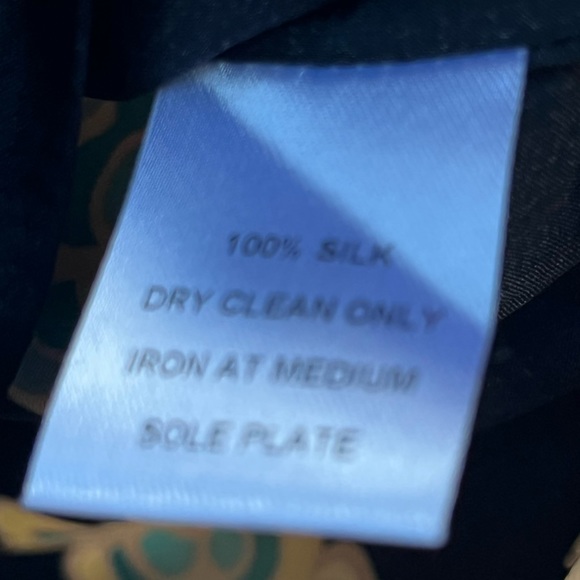 100% SILK
DRY CLEAN ONLY
IRON AT MEDIUM
SOLE PLATE